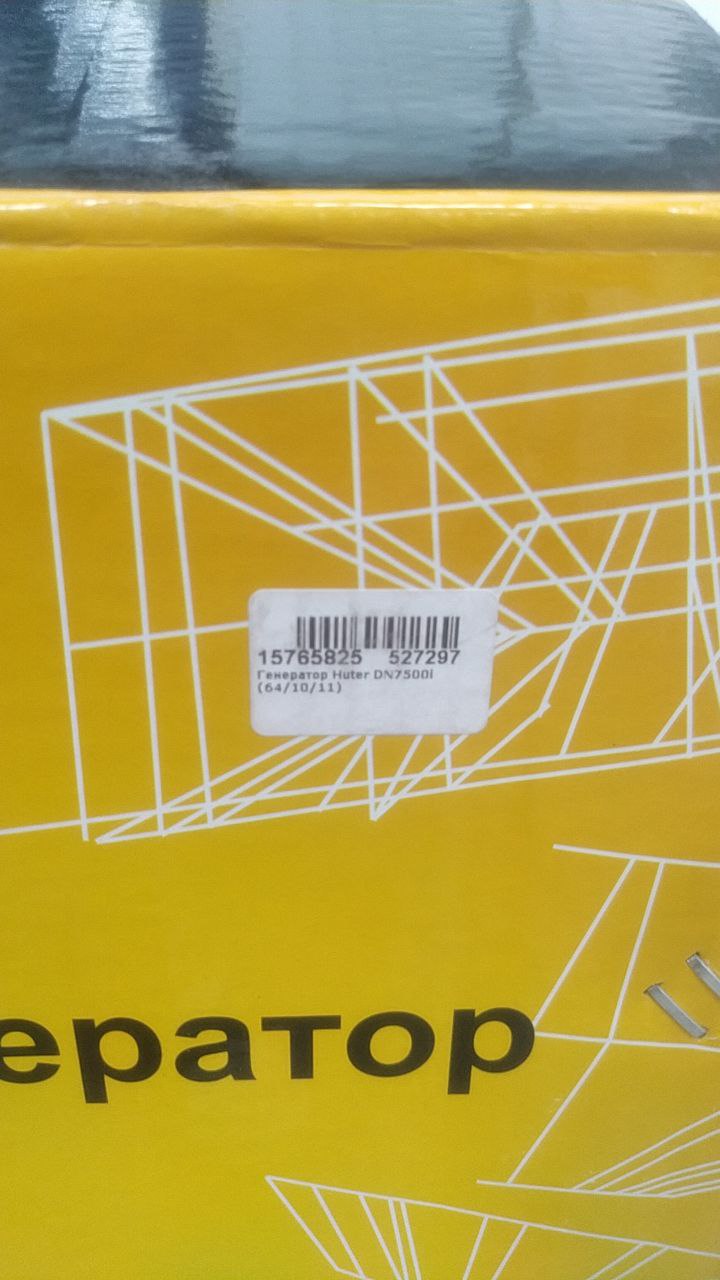 15765825 527297
Генератор Huter DN7500i
(64/10/11)
ератор